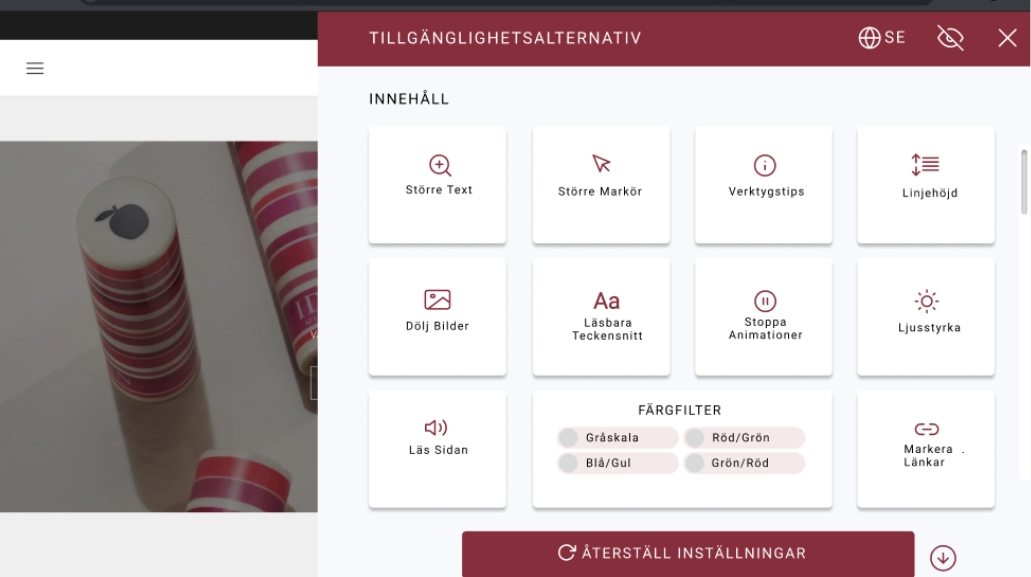 TILLGÄNGLIGHETSALTERNATIV
SE
INNEHÅLL
Större Text
Större Markör
Verktygstips
Linjehöjd
Dölj Bilder
Aa
Läsbara
Teckensnitt
Stoppa
Animationer
Ljusstyrka
Läs Sidan
FÄRGFILTER
Gråskala
Röd/Grön
Blå/Gul
Grön/Röd
Markera .
Länkar
ÅTERSTÄLL INSTÄLLNINGAR